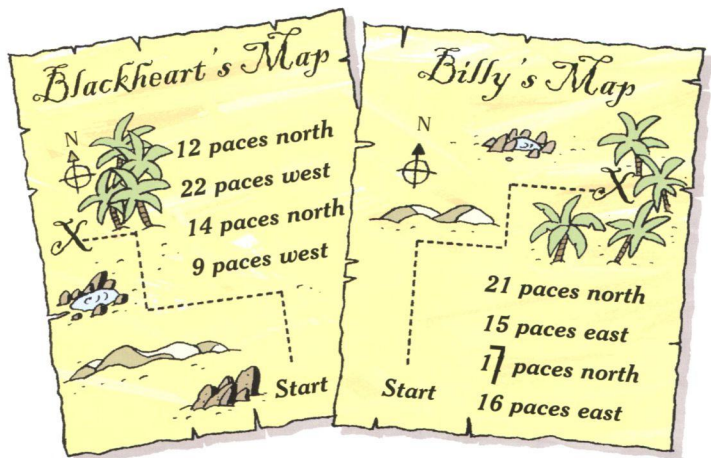 Blackheart's Map
N
12 paces north
22 paces west
14 paces north
9 paces west
X
Start
Billy's Map
N
X
21 paces north
15 paces east
17 paces north
16 paces east
Start